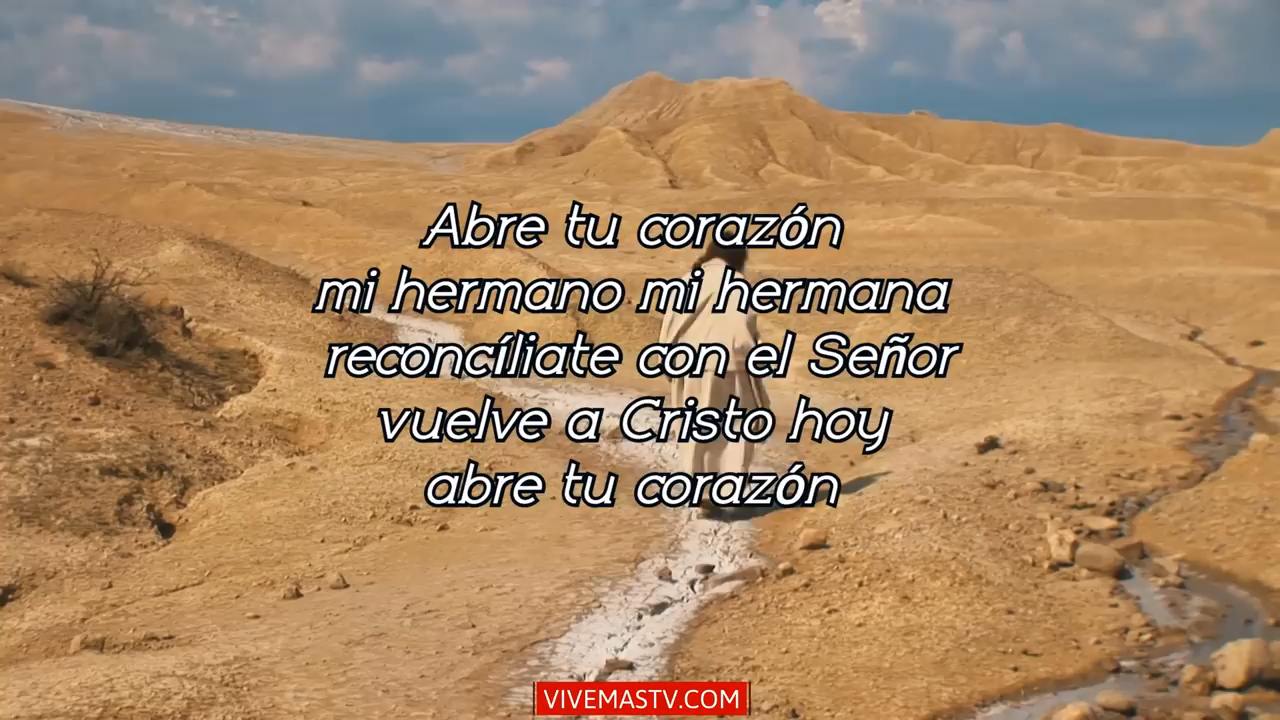 Abre tu corazón
mi hermano mi hermana
reconcíliate con el Señor
vuelve a Cristo hoy
abre tu corazón
VIVEMASTV.COM